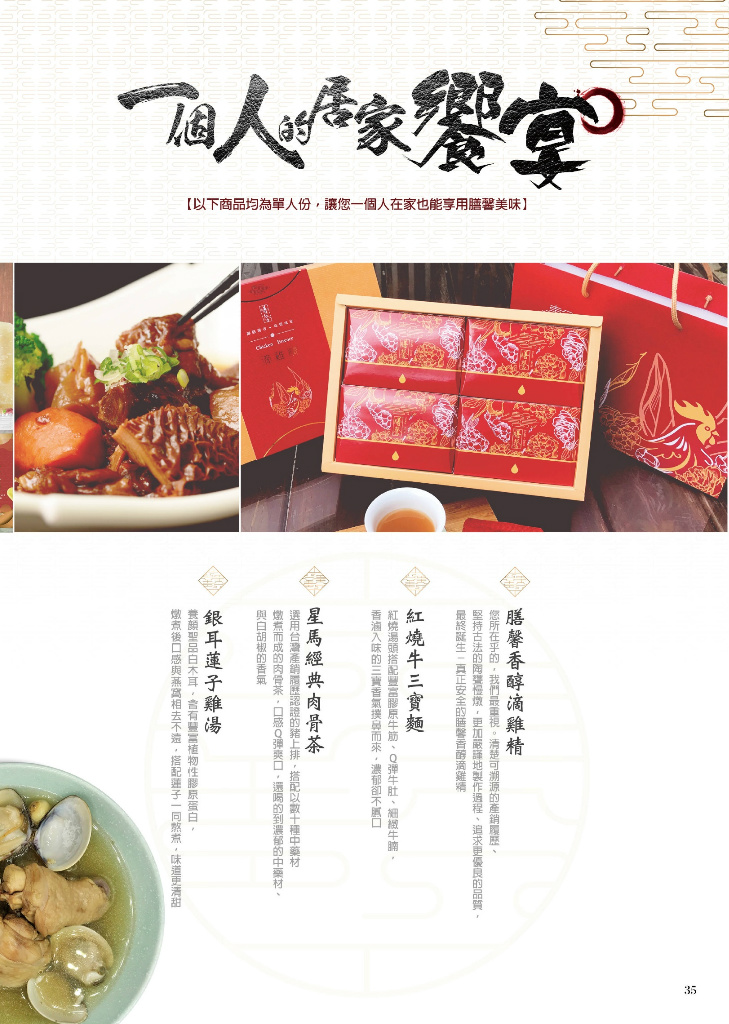 一個人的居家饗宴
【以下商品均為單人份，讓您一個人在家也能享用膳馨美味】
膳馨香醇滴雞精
您所在乎的，我們最重視。清楚可溯源的產銷履歷、
堅持古法的陶甕慢燉，更加嚴謹地製作過程、追求更優良的品質，
最終誕生－真正安全的膳馨香醇滴雞精
紅燒牛三寶麵
紅燒湯頭搭配豐富膠原牛筋、Q彈牛肚、細緻牛腩，
香滷入味的三寶香氣撲鼻而來，濃郁卻不膩口
星馬經典肉骨茶
選用台灣產銷履歷認證的豬上排，搭配以數十種中藥材
燉煮而成的肉骨茶，口感Q彈爽口，還喝的到濃郁的中藥材、
與白胡椒的香氣
銀耳蓮子雞湯
養顏聖品白木耳，含有豐富植物性膠原蛋白，
燉煮後口感與燕窩相去不遠，搭配蓮子一同熬煮，味道更清甜
35